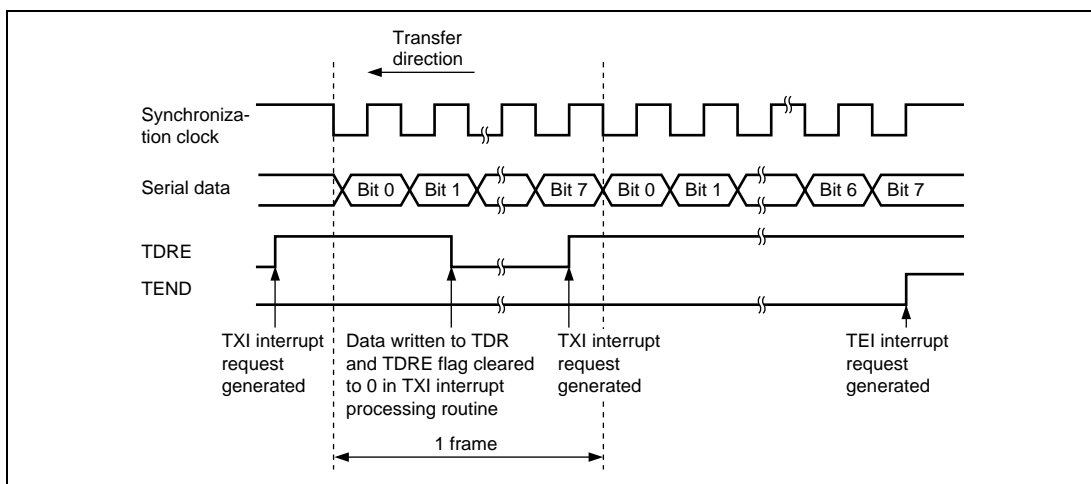 Transfer
direction
Synchroniza-
tion clock
Serial data
Bit 0
Bit 1
Bit 7
Bit 0
Bit 1
Bit 6
Bit 7
TDRE
TEND
TXI interrupt
request
generated
Data written to TDR
and TDRE flag cleared
to 0 in TXI interrupt
processing routine
TXI interrupt
request
generated
TEI interrupt
request
generated
1 frame